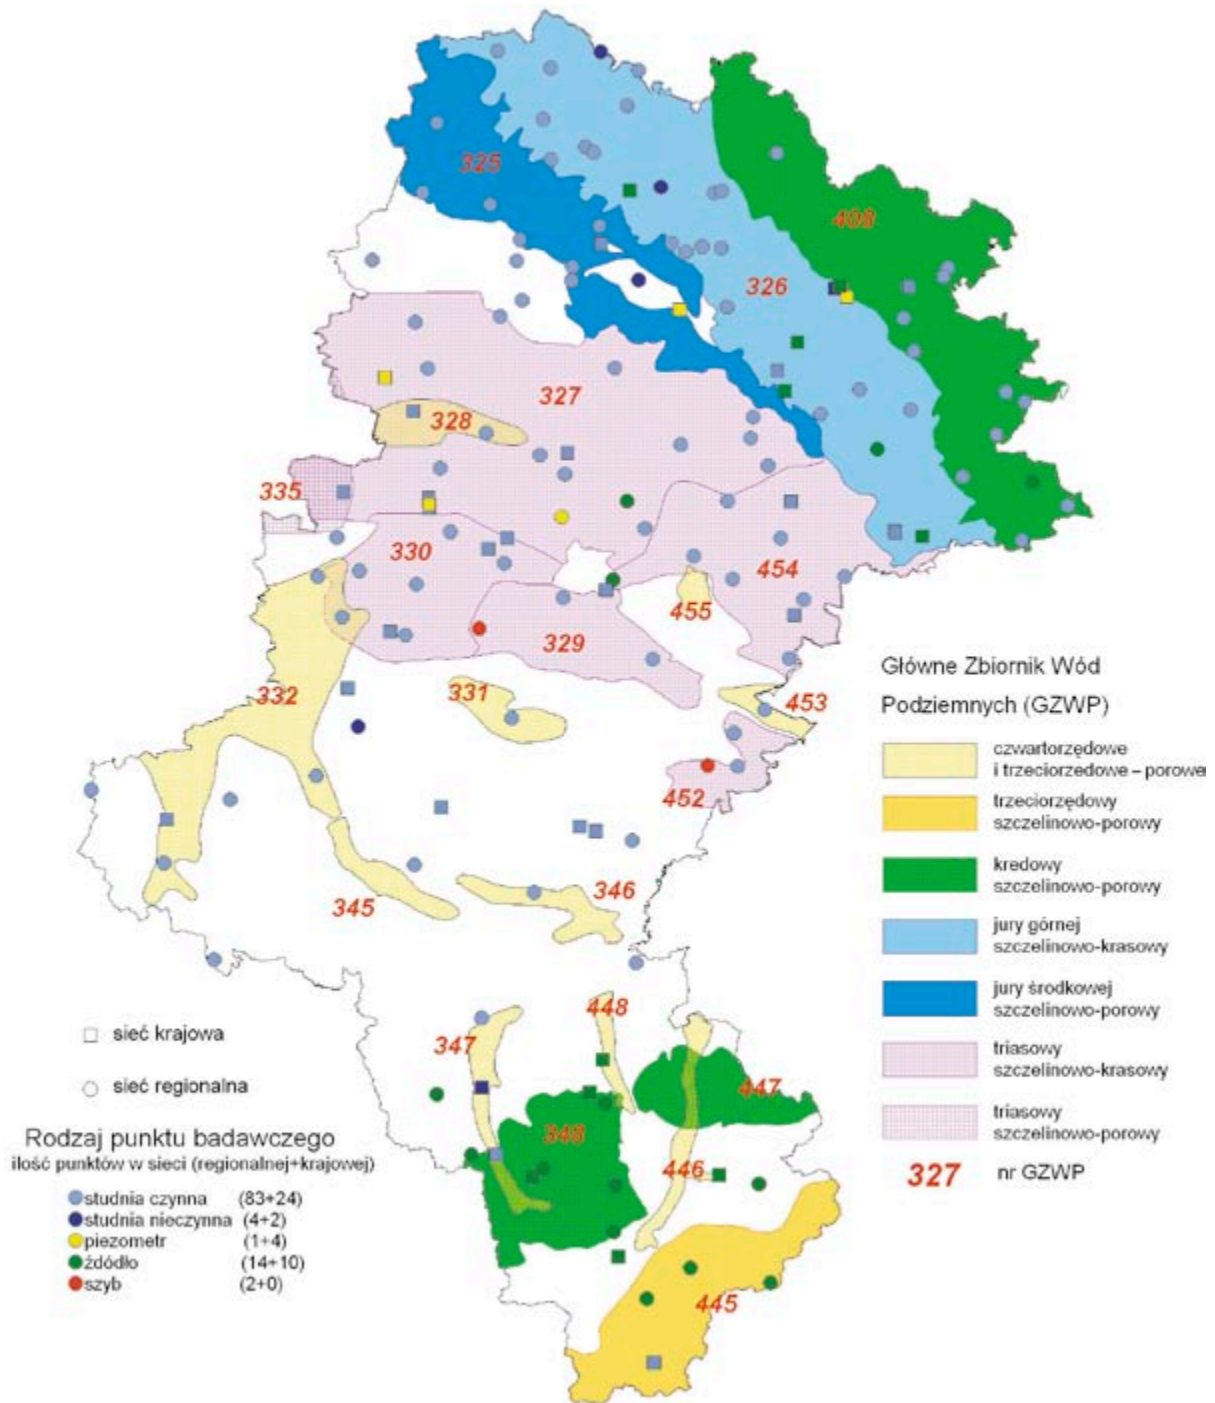 325
408
326
327
328
335
330
454
455
329
332
331
453
452
346
345
448
347
447
348
446
445
Główne Zbiornik Wód
Podziemnych (GZWP)
czwartorzędowe
i trzeciorzedowe – porowe
trzeciorzędowy
szczelinowo-porowy
kredowy
szczelinowo-porowy
jury górnej
szczelinowo-krasowy
jury środkowej
szczelinowo-porowy
triasowy
szczelinowo-krasowy
triasowy
szczelinowo-porowy
327 nr GZWP
sieć krajowa
sieć regionalna
Rodzaj punktu badawczego
ilość punktów w sieci (regionalnej+krajowej)
studnia czynna (83+24)
studnia nieczynna (4+2)
piezometr (1+4)
żdódło (14+10)
szyb (2+0)